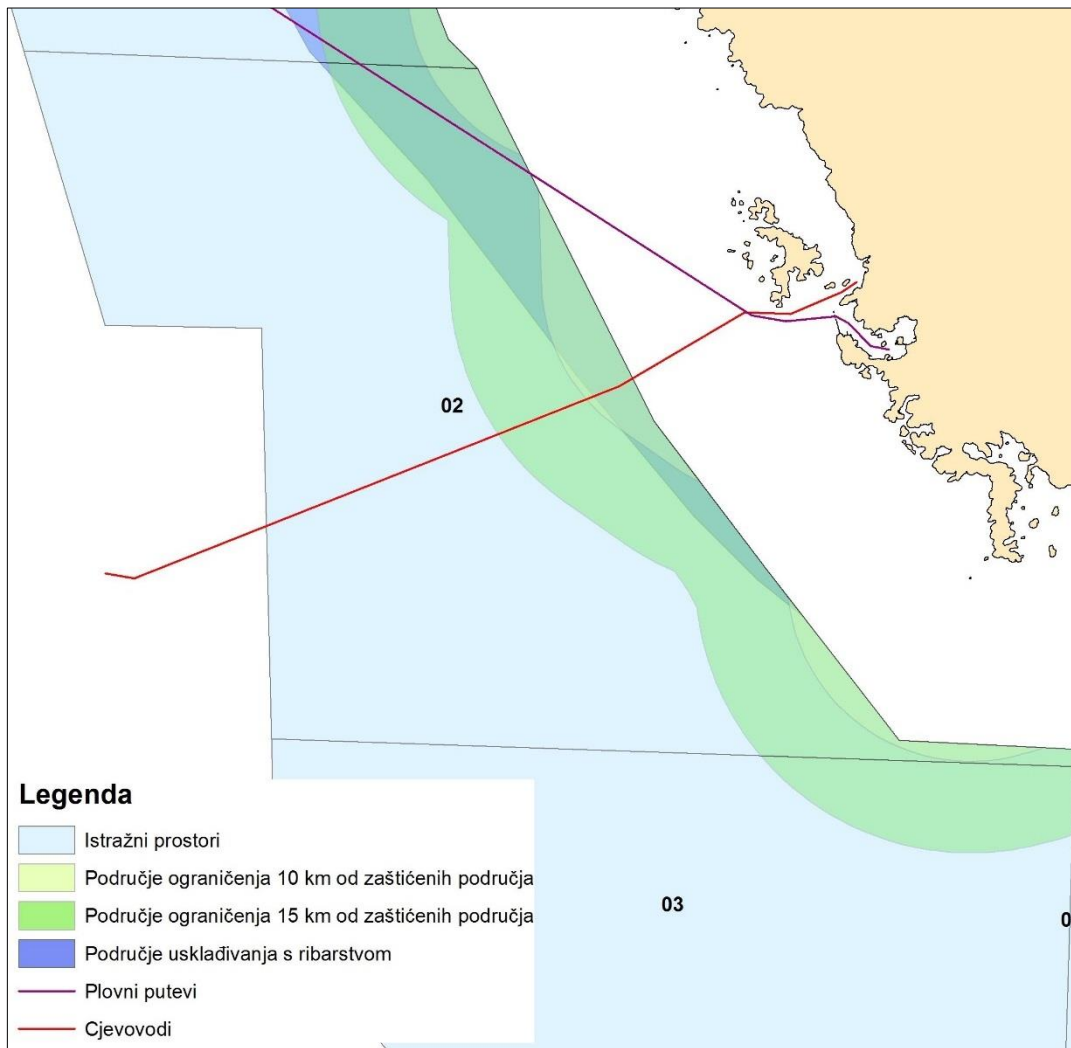 02
03
0
Legenda
Istražni prostori
Područje ograničenja 10 km od zaštićenih područja
Područje ograničenja 15 km od zaštićenih područja
Područje usklađivanja s ribarstvom
Plovni putevi
Cjevovodi